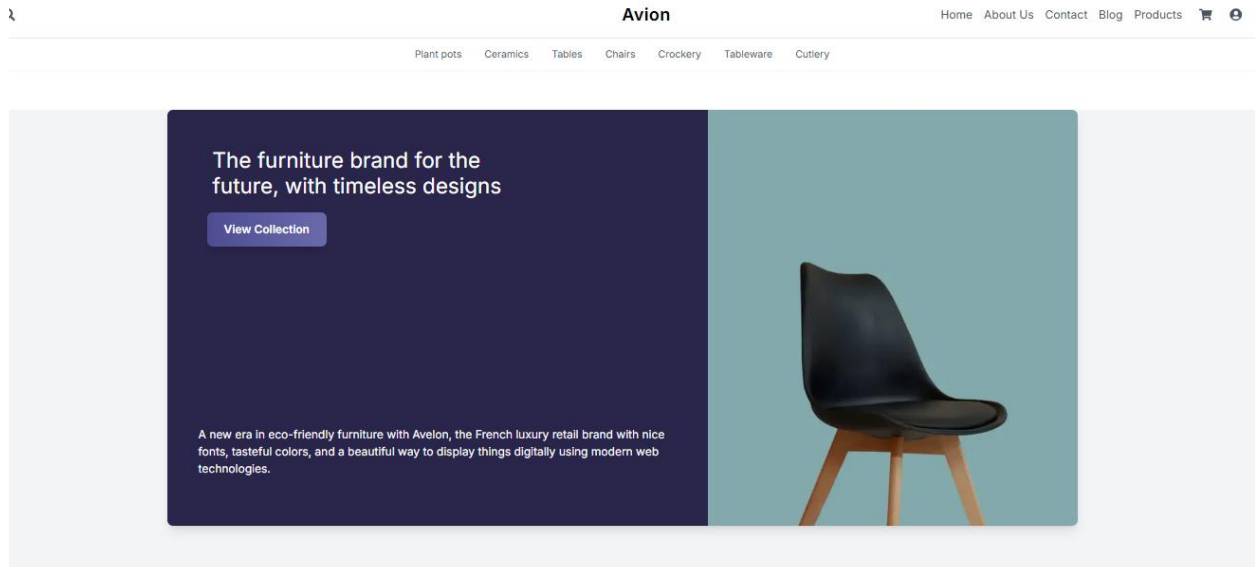 Avion
Home About Us Contact Blog Products
Plant pots Ceramics Tables Chairs Crockery Tableware Cutlery
The furniture brand for the
future, with timeless designs
View Collection
A new era in eco-friendly furniture with Avelon, the French luxury retail brand with nice
fonts, tasteful colors, and a beautiful way to display things digitally using modern web
technologies.